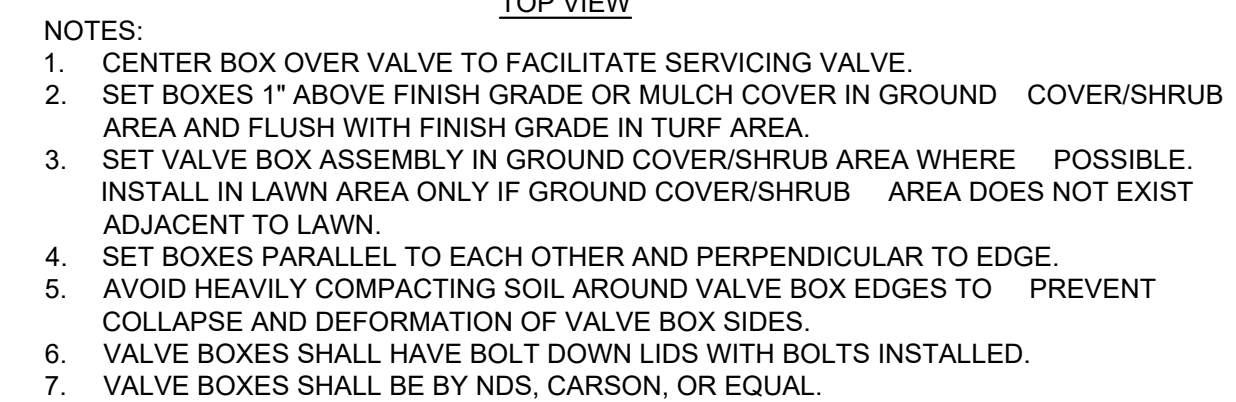 TOP VIEW
NOTES:
1. CENTER BOX OVER VALVE TO FACILITATE SERVICING VALVE.
2. SET BOXES 1" ABOVE FINISH GRADE OR MULCH COVER IN GROUND COVER/SHRUB
AREA AND FLUSH WITH FINISH GRADE IN TURF AREA.
3. SET VALVE BOX ASSEMBLY IN GROUND COVER/SHRUB AREA WHERE POSSIBLE.
INSTALL IN LAWN AREA ONLY IF GROUND COVER/SHRUB AREA DOES NOT EXIST
ADJACENT TO LAWN.
4. SET BOXES PARALLEL TO EACH OTHER AND PERPENDICULAR TO EDGE.
5. AVOID HEAVILY COMPACTING SOIL AROUND VALVE BOX EDGES TO PREVENT
COLLAPSE AND DEFORMATION OF VALVE BOX SIDES.
6. VALVE BOXES SHALL HAVE BOLT DOWN LIDS WITH BOLTS INSTALLED.
7. VALVE BOXES SHALL BE BY NDS, CARSON, OR EQUAL.